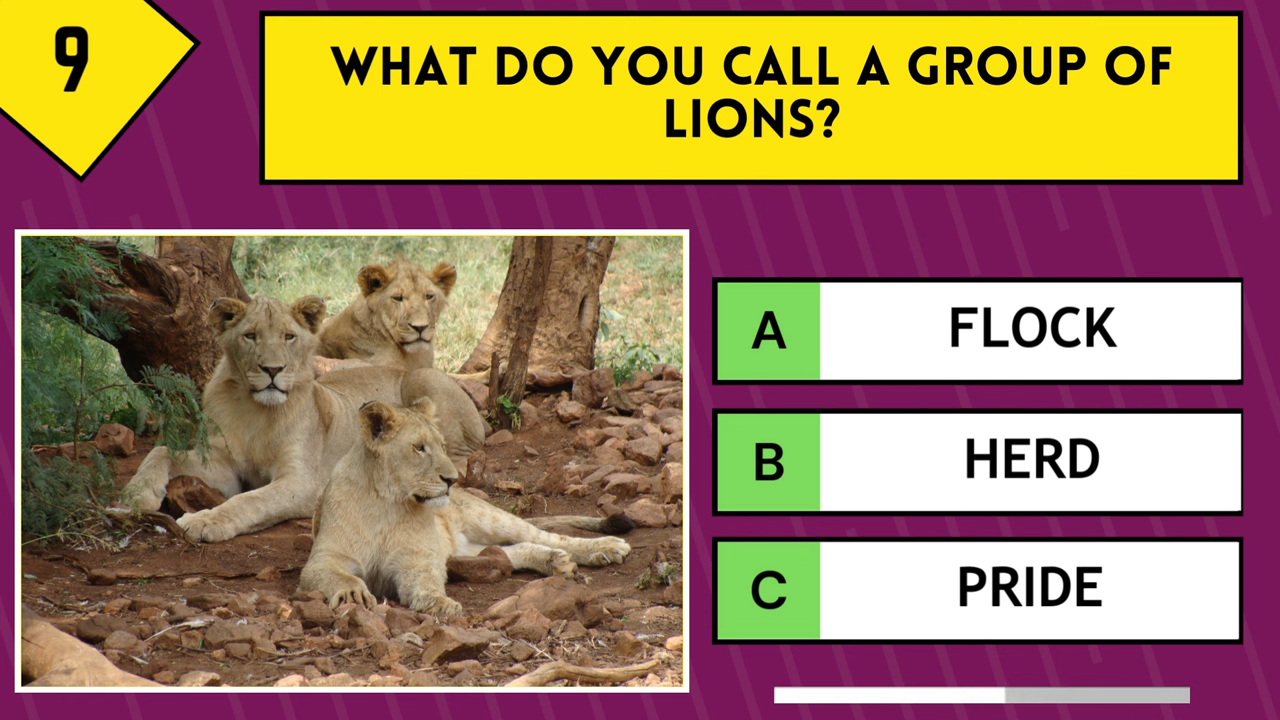 9
WHAT DO YOU CALL A GROUP OF
LIONS?
A FLOCK
B HERD
C PRIDE